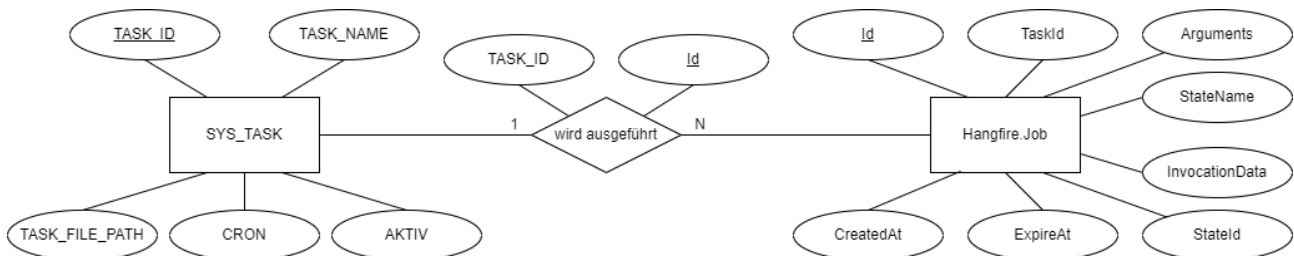 TASK_ID
TASK_NAME
TASK_ID
Id
Id
TaskId
Arguments
StateName
SYS_TASK
1
wird ausgeführt
N
Hangfire.Job
InvocationData
TASK_FILE_PATH
CRON
AKTIV
CreatedAt
ExpireAt
StateId